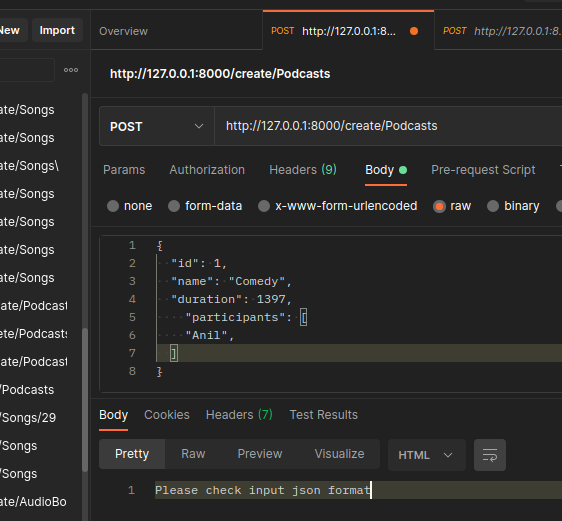 New Import
Overview
POST http://127.0.0.1:8...
POST http://127.0.0.1:8.
http://127.0.0.1:8000/create/Podcasts
POST
http://127.0.0.1:8000/create/Podcasts
Params Authorization Headers (9) Body Pre-request Script
none form-data x-www-form-urlencoded raw binary
1 {
2 "id": 1,
3 "name": "Comedy",
4 "duration": 1397,
5 "participants": [
6 "Anil",
7 ]
8 }
ate/Songs
ate/Songs
ate/Songs\
ate/Songs
ate/Songs
ate/Songs
ate/Songs
ate/Podcast
ete/Podcasts
ate/Podcast
/Podcasts
/Songs/29
/Songs
/Songs
ate/AudioBo
Body Cookies Headers (7) Test Results
Pretty Raw Preview Visualize HTML
1 Please check input json format